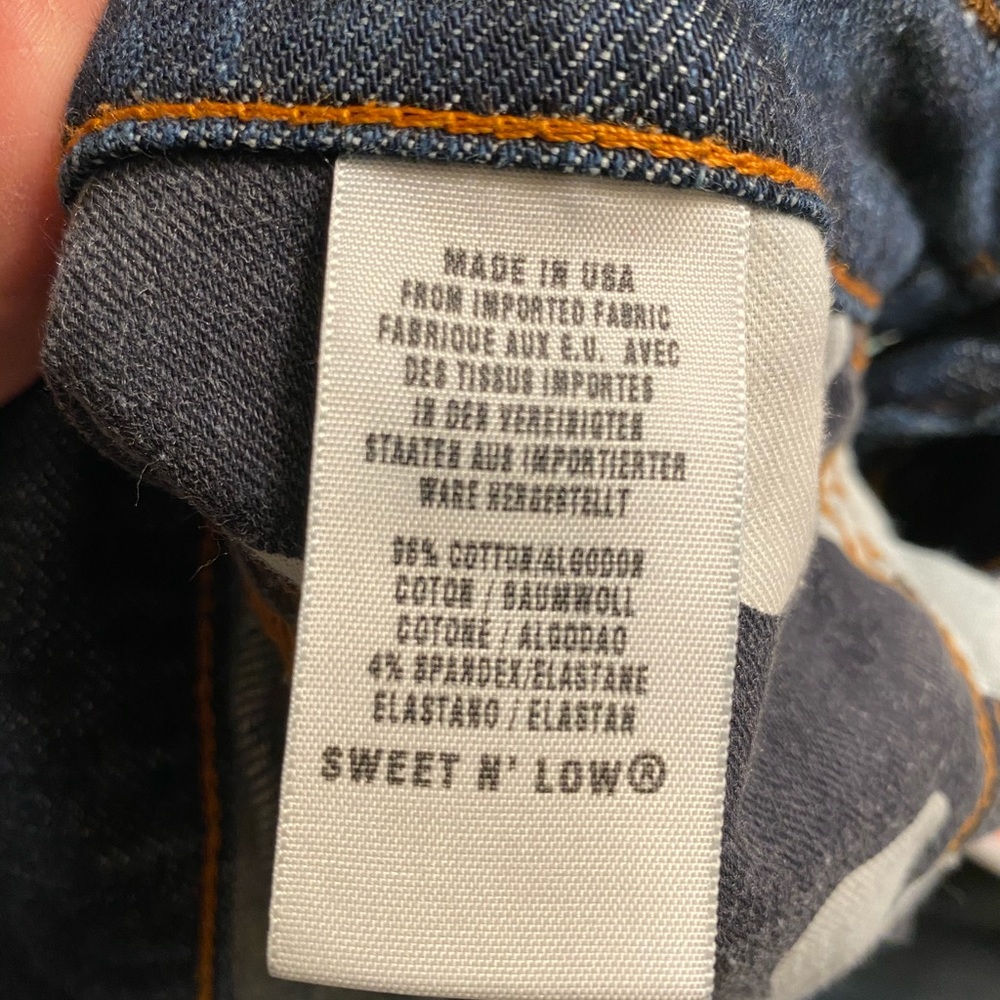 MADE IN USA
FROM IMPORTED FABRIC
FABRIQUE AUX E.U. AVEC
DES TISSUS IMPORTES
IN DEN VEREINIGTEN
STAATEN AUS IMPORTIERTER
WARE HERGESTELLT
96% COTTON/ALGODON
COTON / BAUMWOLL
COTONE / ALGODAO
4% SPANDEX/ELASTANE
ELASTANO / ELASTAN
SWEET N' LOW®